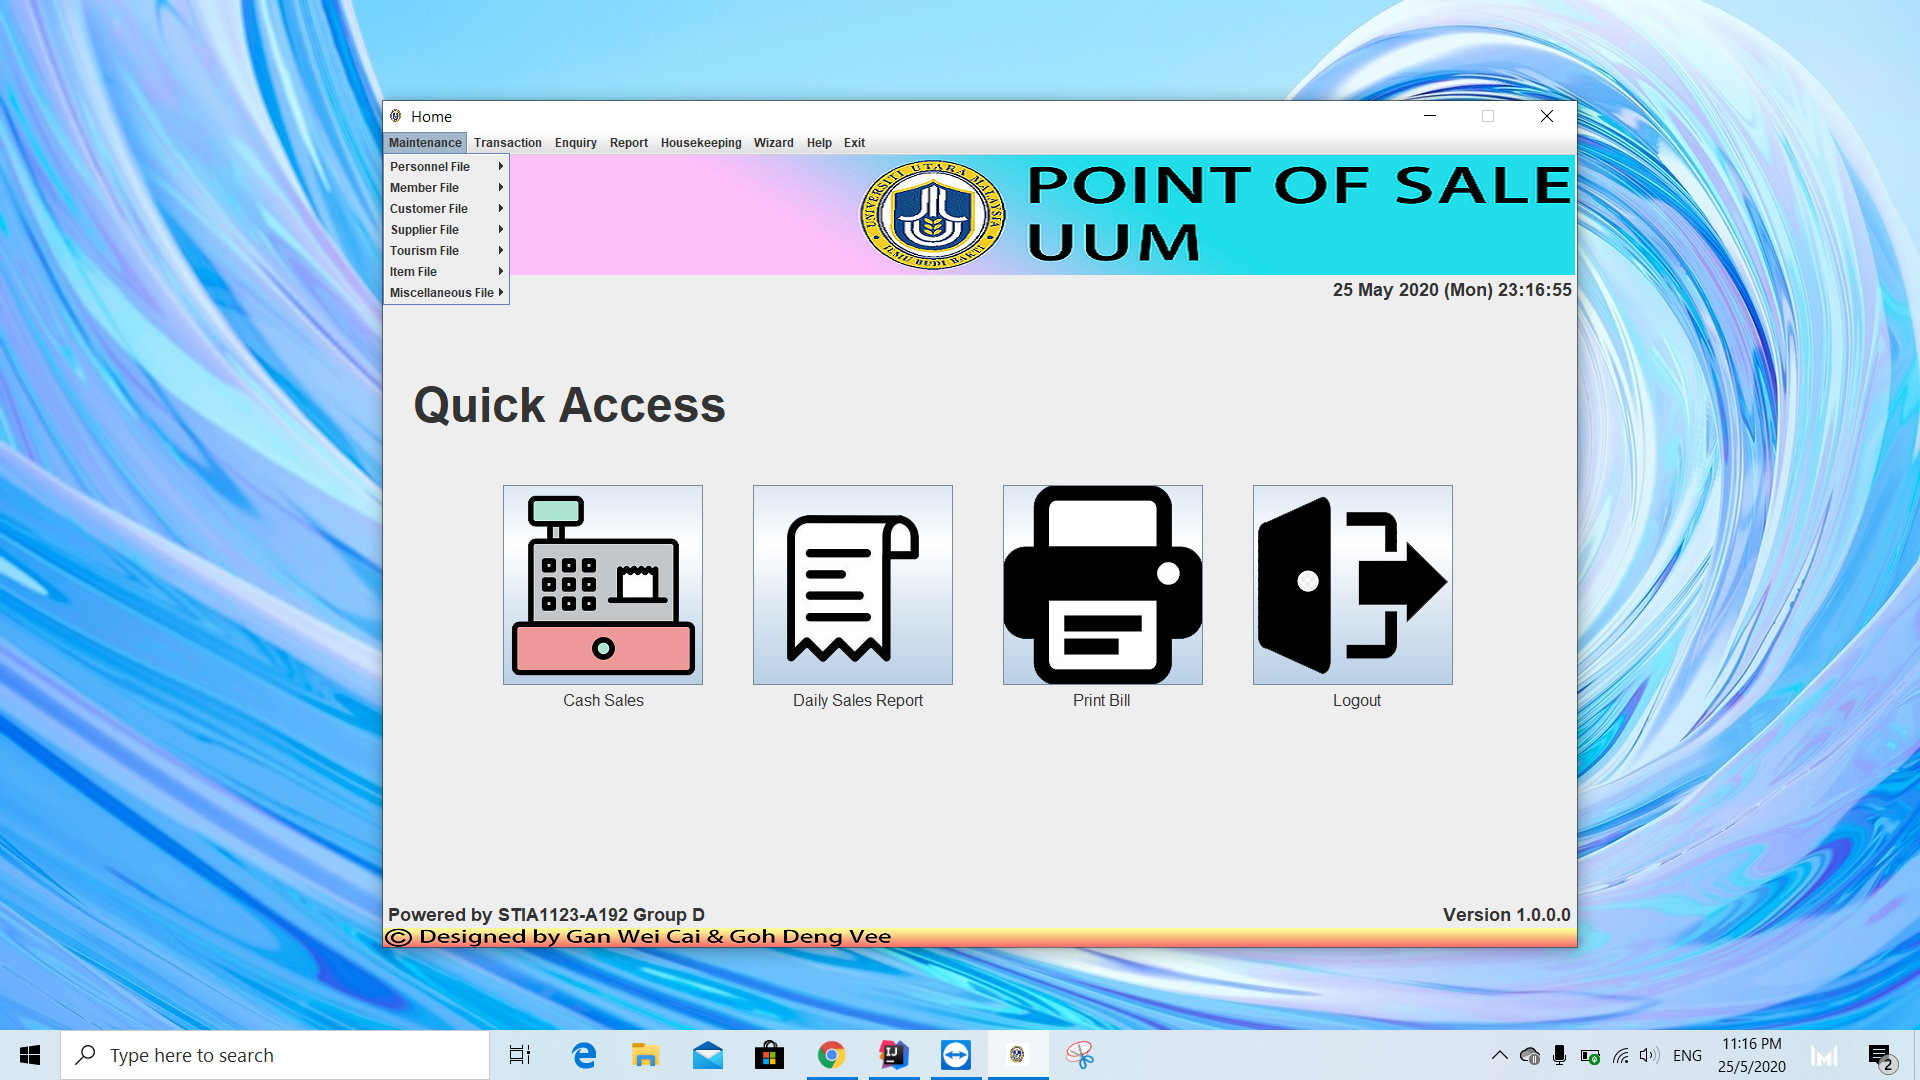 Home
Maintenance Transaction Enquiry Report Housekeeping Wizard Help Exit
Personnel File
Member File
Customer File
Supplier File
Tourism File
Item File
Miscellaneous File
UNIVERSITI UTARA MALAYSIA
ILMU BUDI BAKTI
POINT OF SALE
UUM
25 May 2020 (Mon) 23:16:55
Quick Access
Cash Sales Daily Sales Report Print Bill Logout
Powered by STIA1123-A192 Group D Version 1.0.0.0
© Designed by Gan Wei Cai & Goh Deng Vee
Type here to search
IJ
ENG
11:16 PM
25/5/2020
2